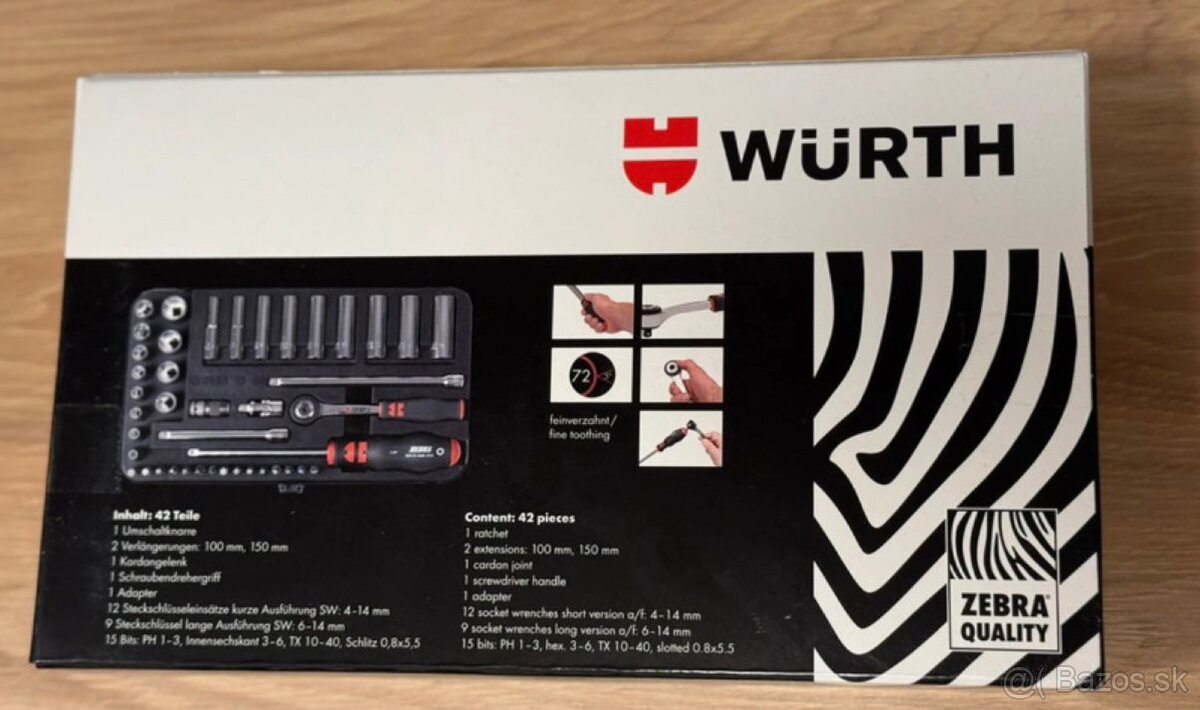 WÜRTH
72
feinverzahnt/
fine toothing
Inhalt: 42 Teile
1 Umschaltknarre
2 Verlängerungen: 100 mm, 150 mm
1 Kardangelenk
1 Schraubendrehergriff
1 Adapter
12 Steckschlüsseleinsätze kurze Ausführung SW: 4-14 mm
9 Steckschlüssel lange Ausführung SW: 6-14 mm
15 Bits: PH 1-3, Innensechskant 3-6, TX 10-40, Schlitz 0,8x5,5
Content: 42 pieces
1 ratchet
2 extensions: 100 mm, 150 mm
1 cardan joint
1 screwdriver handle
1 adapter
12 socket wrenches short version a/f: 4-14 mm
9 socket wrenches long version a/f: 6-14 mm
15 bits: PH 1-3, hex. 3-6, TX 10-40, slotted 0.8x5.5
ZEBRA®
QUALITY
@( Bazos.sk